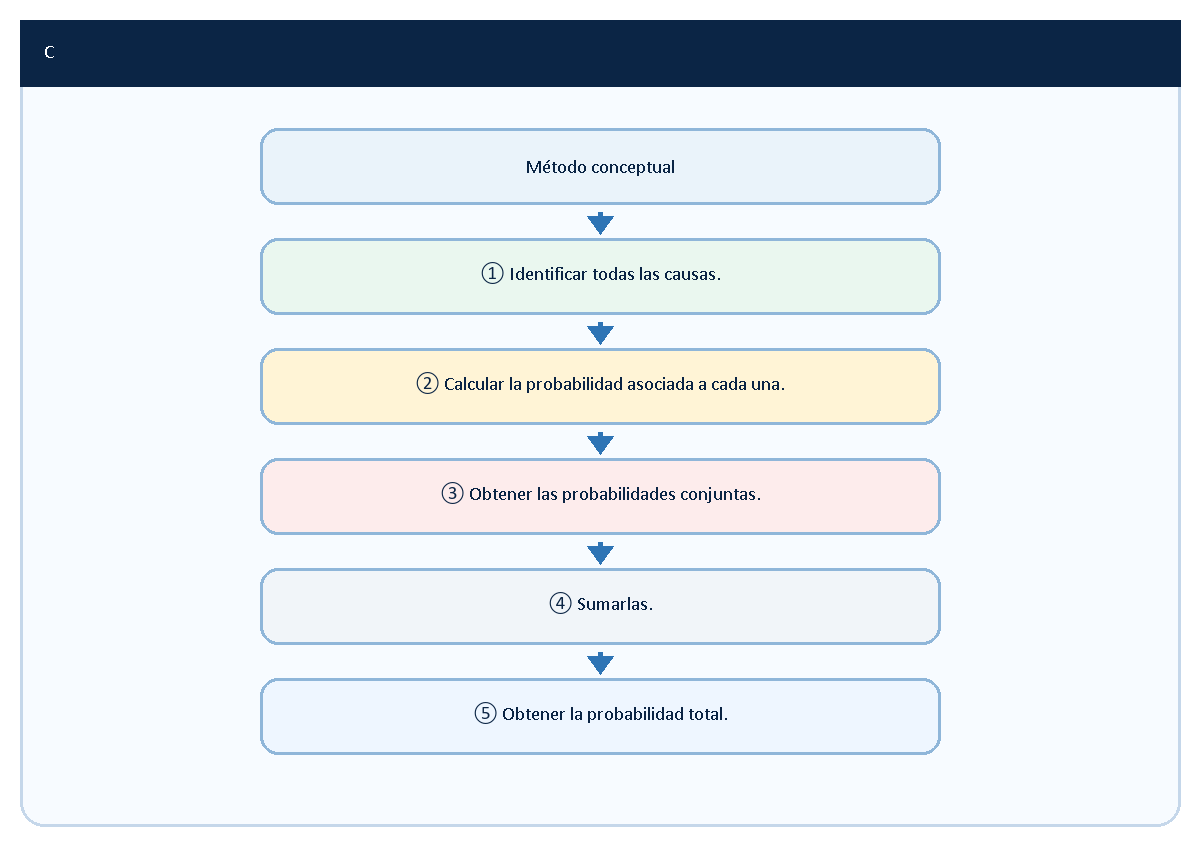 C
Método conceptual
① Identificar todas las causas.
② Calcular la probabilidad asociada a cada una.
③ Obtener las probabilidades conjuntas.
④ Sumarlas.
⑤ Obtener la probabilidad total.